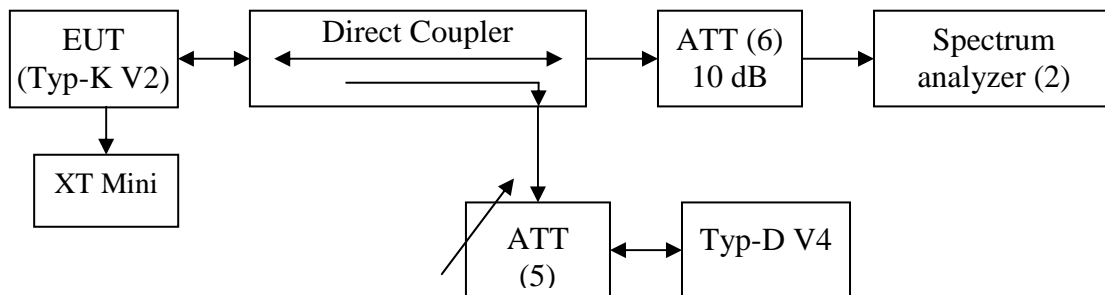 EUT
(Typ-K V2)
Direct Coupler
ATT (6)
10 dB
Spectrum
analyzer (2)
XT Mini
ATT
(5)
Typ-D V4